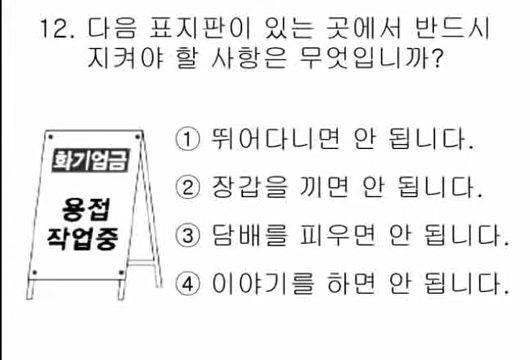 12. 다음 표지판이 있는 곳에서 반드시
지켜야 할 사항은 무엇입니까?
화기엄금
용접
작업중
① 뛰어다니면 안 됩니다.
② 장갑을 끼면 안 됩니다.
③ 담배를 피우면 안 됩니다.
④ 이야기를 하면 안 됩니다.